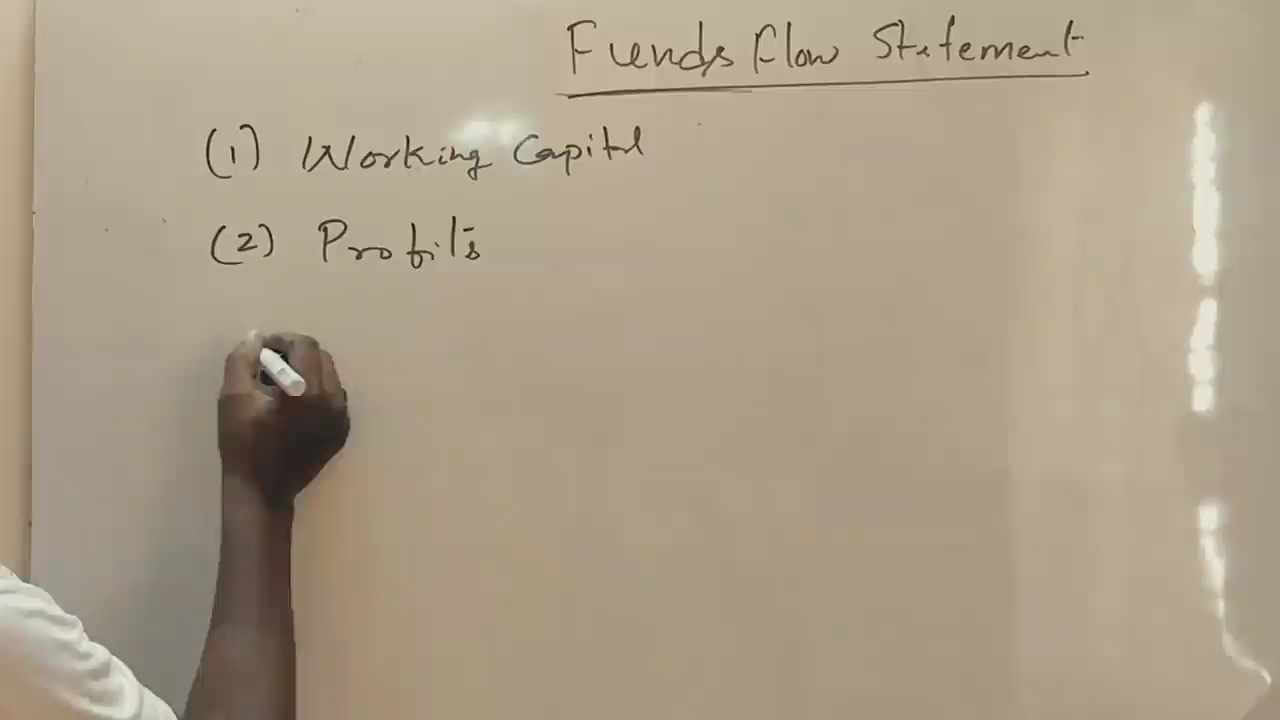 Funds Flow Statement
(1) Working Capital
(2) Profits